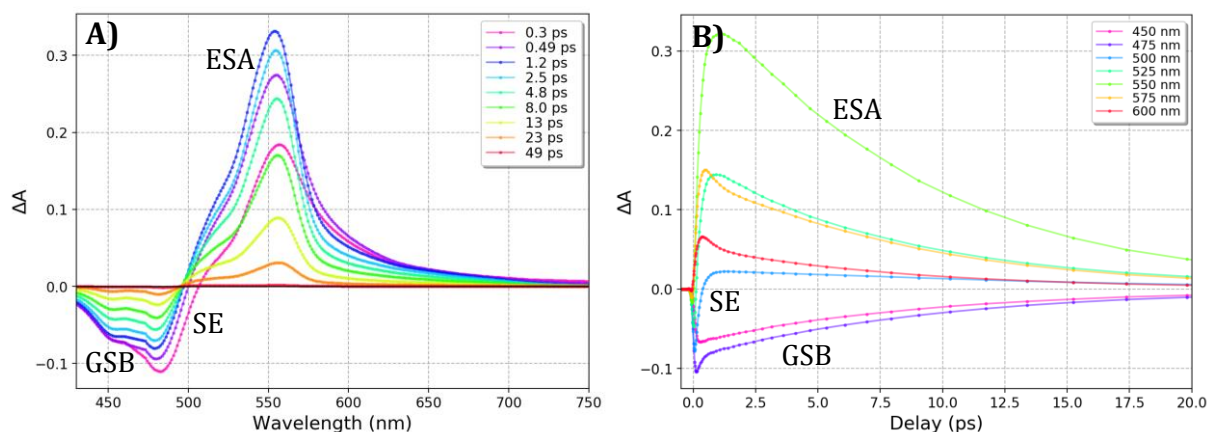 A)
ESA
GSB
SE
0.3 ps
0.49 ps
1.2 ps
2.5 ps
4.8 ps
8.0 ps
13 ps
23 ps
49 ps
ΔA
0.3
0.2
0.1
0.0
−0.1
450 500 550 600 650 700 750
Wavelength (nm)
B)
ESA
SE
GSB
450 nm
475 nm
500 nm
525 nm
550 nm
575 nm
600 nm
ΔA
0.3
0.2
0.1
0.0
−0.1
0.0 2.5 5.0 7.5 10.0 12.5 15.0 17.5 20.0
Delay (ps)